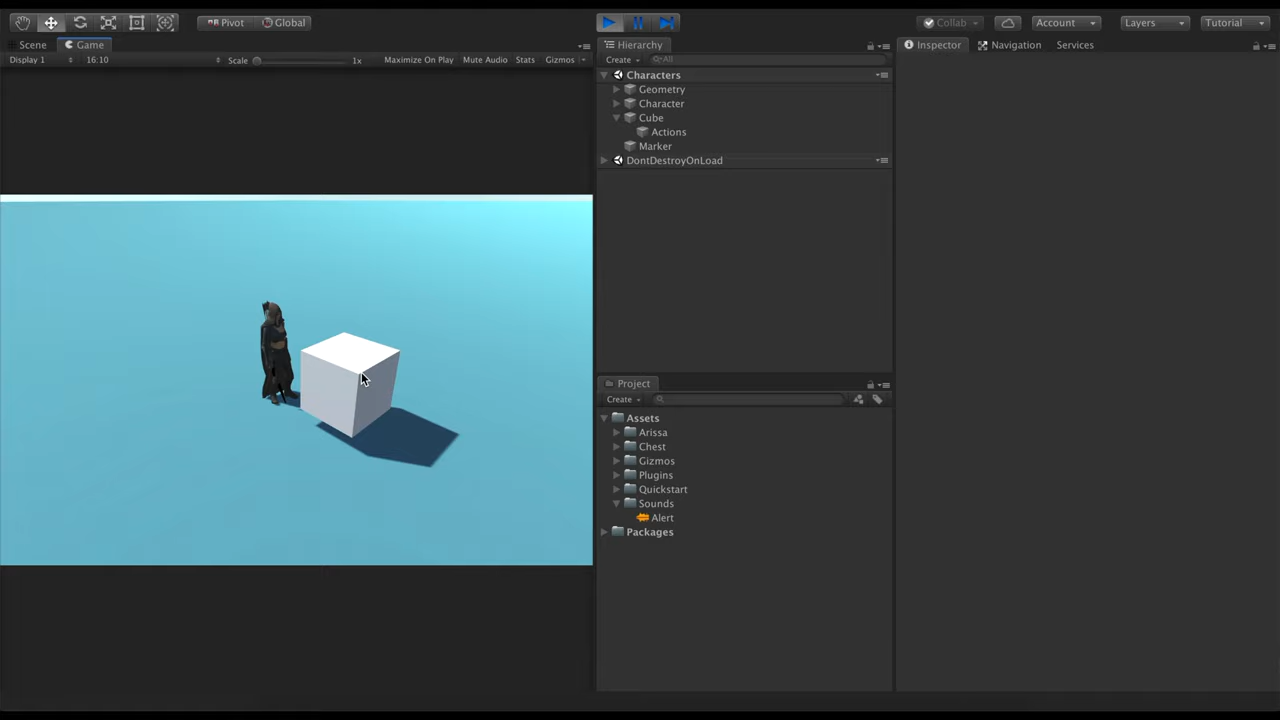 Pivot Global Collab Account Layers Tutorial
Scene Game
Display 1 16:10 Scale 1x Maximize On Play Mute Audio Stats Gizmos
Hierarchy
Create All
Characters
Geometry
Character
Cube
Actions
Marker
DontDestroyOnLoad
Inspector Navigation Services
Project
Create
Assets
Arissa
Chest
Gizmos
Plugins
Quickstart
Sounds
Alert
Packages